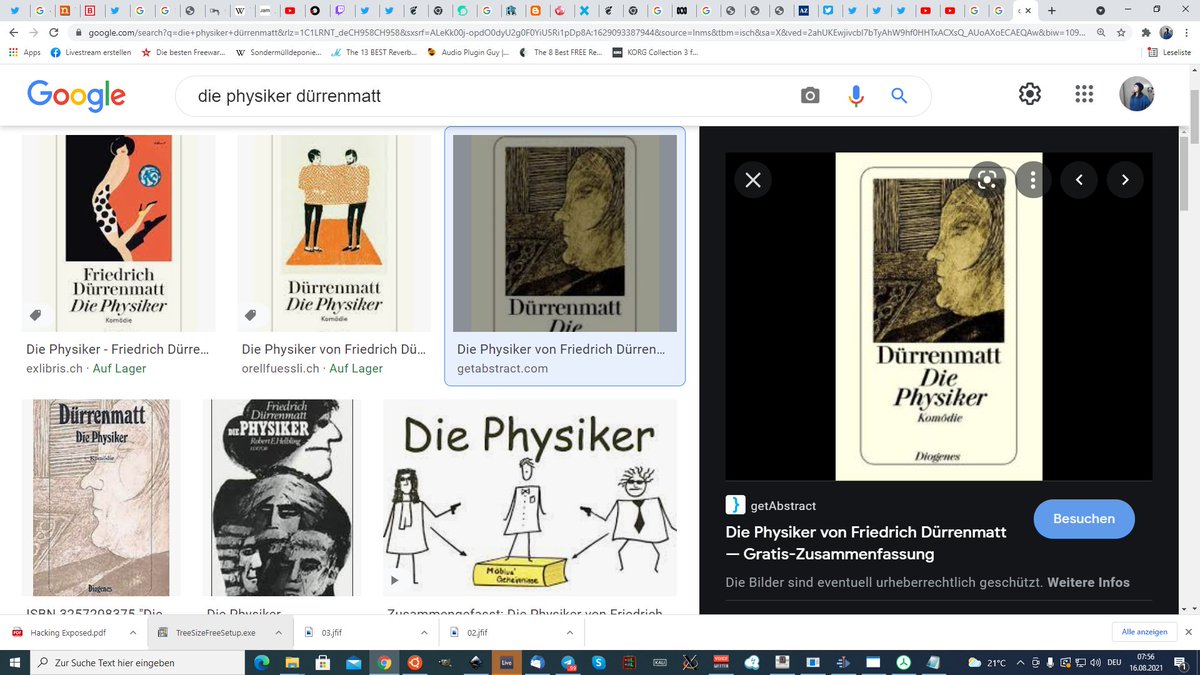 google.com/search?q=die+physiker+dürrenmatt&rlz=1C1LRNT_deCH958CH958&sxsrf=ALeKk00j-opdO0dyU2g0F0YiU5Ri1pDp8A:1629093387944&source=lnms&tbm=isch&sa=X&ved=2ahUKEwjivcbl7bTyAhW9hf0HHTxACXsQ_AUoAXoECAEQAw&biw=109...
Apps
Livestream erstellen
Die besten Freewar...
Sondermülldeponie...
The 13 BEST Reverb...
Audio Plugin Guy |...
The 8 Best FREE Re...
KORG Collection 3 f...
Leseliste
Google
die physiker dürrenmatt
Friedrich
Dürrenmatt
Die Physiker
Komödie
Dürrenmatt
Die Physiker
Komödie
Dürrenmatt
Die
Die Physiker - Friedrich Dürre...
exlibris.ch · Auf Lager
Die Physiker von Friedrich Dü...
orellfuessli.ch · Auf Lager
Die Physiker von Friedrich Dürren...
getabstract.com
Dürrenmatt
Die Physiker
Komödie
Diogenes
Friedrich
Dürrenmatt
DIE PHYSIKER
Robert E. Helbling
EDITOR
Die Physiker
Möbius'
Geheimnisse
ISBN 3257208375 "Die
Die Physiker
Zusammengefasst: Die Physiker von Friedrich
Dürrenmatt
Die
Physiker
Komödie
Diogenes
getAbstract
Die Physiker von Friedrich Dürrenmatt
— Gratis-Zusammenfassung
Besuchen
Die Bilder sind eventuell urheberrechtlich geschützt. Weitere Infos
Hacking Exposed.pdf
TreeSizeFreeSetup.exe
03.jfif
02.jfif
Alle anzeigen
Zur Suche Text hier eingeben
Live
21°C
DEU
07:56
16.08.2021